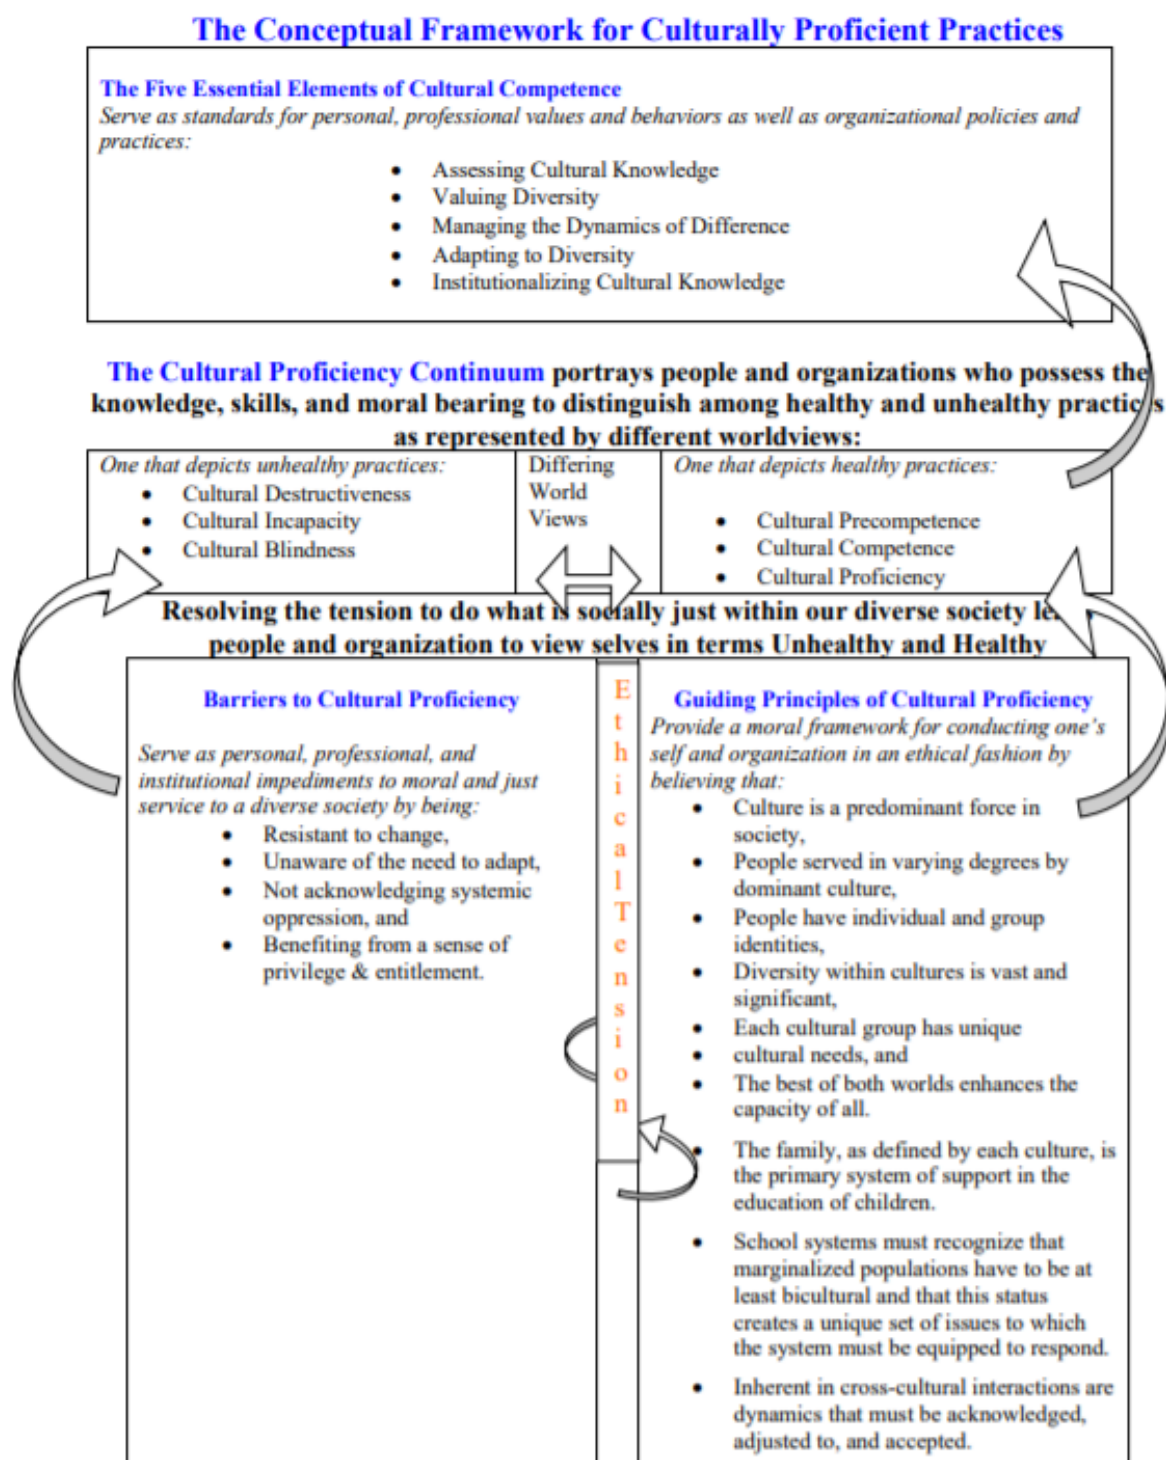 The Conceptual Framework for Culturally Proficient Practices
The Five Essential Elements of Cultural Competence
Serve as standards for personal, professional values and behaviors as well as organizational policies and
practices:
• Assessing Cultural Knowledge
• Valuing Diversity
• Managing the Dynamics of Difference
• Adapting to Diversity
• Institutionalizing Cultural Knowledge
The Cultural Proficiency Continuum portrays people and organizations who possess the
knowledge, skills, and moral bearing to distinguish among healthy and unhealthy practices
as represented by different worldviews:
One that depicts unhealthy practices:
• Cultural Destructiveness
• Cultural Incapacity
• Cultural Blindness
Differing
World
Views
One that depicts healthy practices:
• Cultural Precompetence
• Cultural Competence
• Cultural Proficiency
Resolving the tension to do what is socially just within our diverse society
people and organization to view selves in terms Unhealthy and Healthy
Barriers to Cultural Proficiency
Serve as personal, professional, and
institutional impediments to moral and just
service to a diverse society by being:
• Resistant to change,
• Unaware of the need to adapt,
• Not acknowledging systemic
oppression, and
• Benefiting from a sense of
privilege & entitlement.
Ethical Tension
Guiding Principles of Cultural Proficiency
Provide a moral framework for conducting one's
self and organization in an ethical fashion by
believing that:
• Culture is a predominant force in
society,
• People served in varying degrees by
dominant culture,
• People have individual and group
identities,
• Diversity within cultures is vast and
significant,
• Each cultural group has unique
• cultural needs, and
• The best of both worlds enhances the
capacity of all.
• The family, as defined by each culture, is
the primary system of support in the
education of children.
• School systems must recognize that
marginalized populations have to be at
least bicultural and that this status
creates a unique set of issues to which
the system must be equipped to respond.
• Inherent in cross-cultural interactions are
dynamics that must be acknowledged,
adjusted to, and accepted.